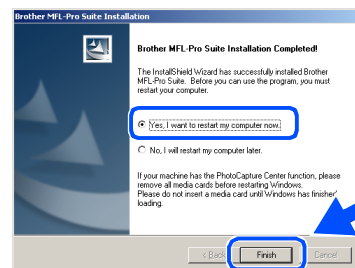 Brother MFL-Pro Suite Installation
Brother MFL-Pro Suite Installation Completed!
The InstallShield Wizard has successfully installed Brother
MFL-Pro Suite. Before you can use the program, you must
restart your computer.
Yes, I want to restart my computer now.
No, I will restart my computer later.
If your machine has the PhotoCapture Center function, please
remove all media cards before restarting Windows.
Please do not insert a media card until Windows has finished
loading.
< Back
Finish
Cancel